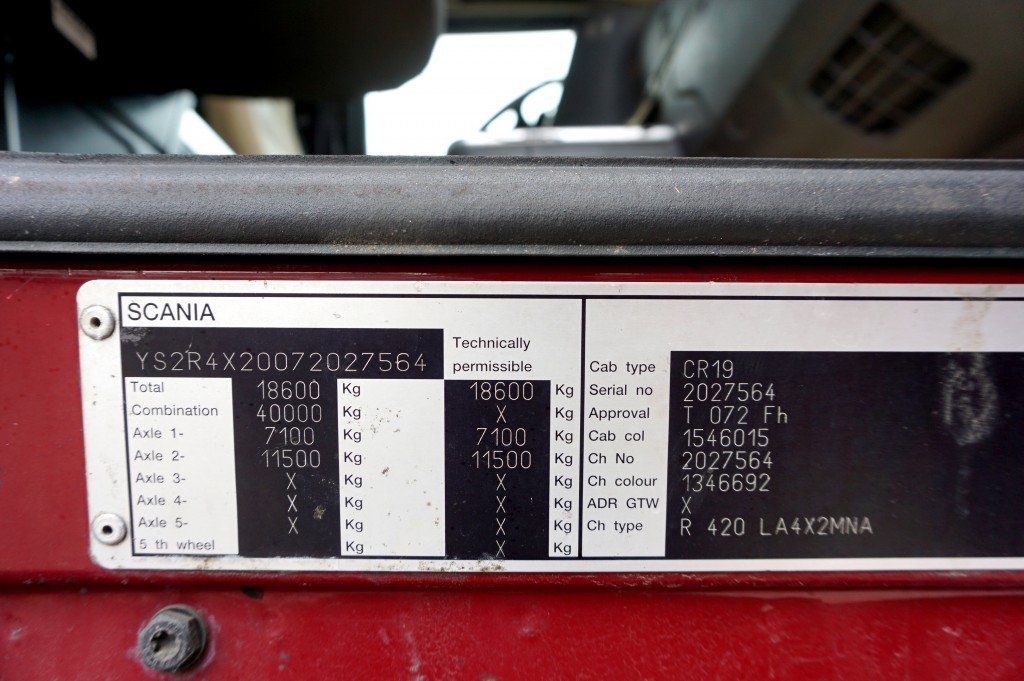 SCANIA
YS2R4X20072027564
Technically
permissible
Total 18600 Kg 18600 Kg
Combination 40000 Kg X Kg
Axle 1- 7100 Kg 7100 Kg
Axle 2- 11500 Kg 11500 Kg
Axle 3- X Kg X Kg
Axle 4- X Kg X Kg
Axle 5- X Kg X Kg
5 th wheel Kg X Kg
Cab type CR19
Serial no 2027564
Approval T 072 Fh
Cab col 1546015
Ch No 2027564
Ch colour 1346692
ADR GTW X
Ch type R 420 LA4X2MNA